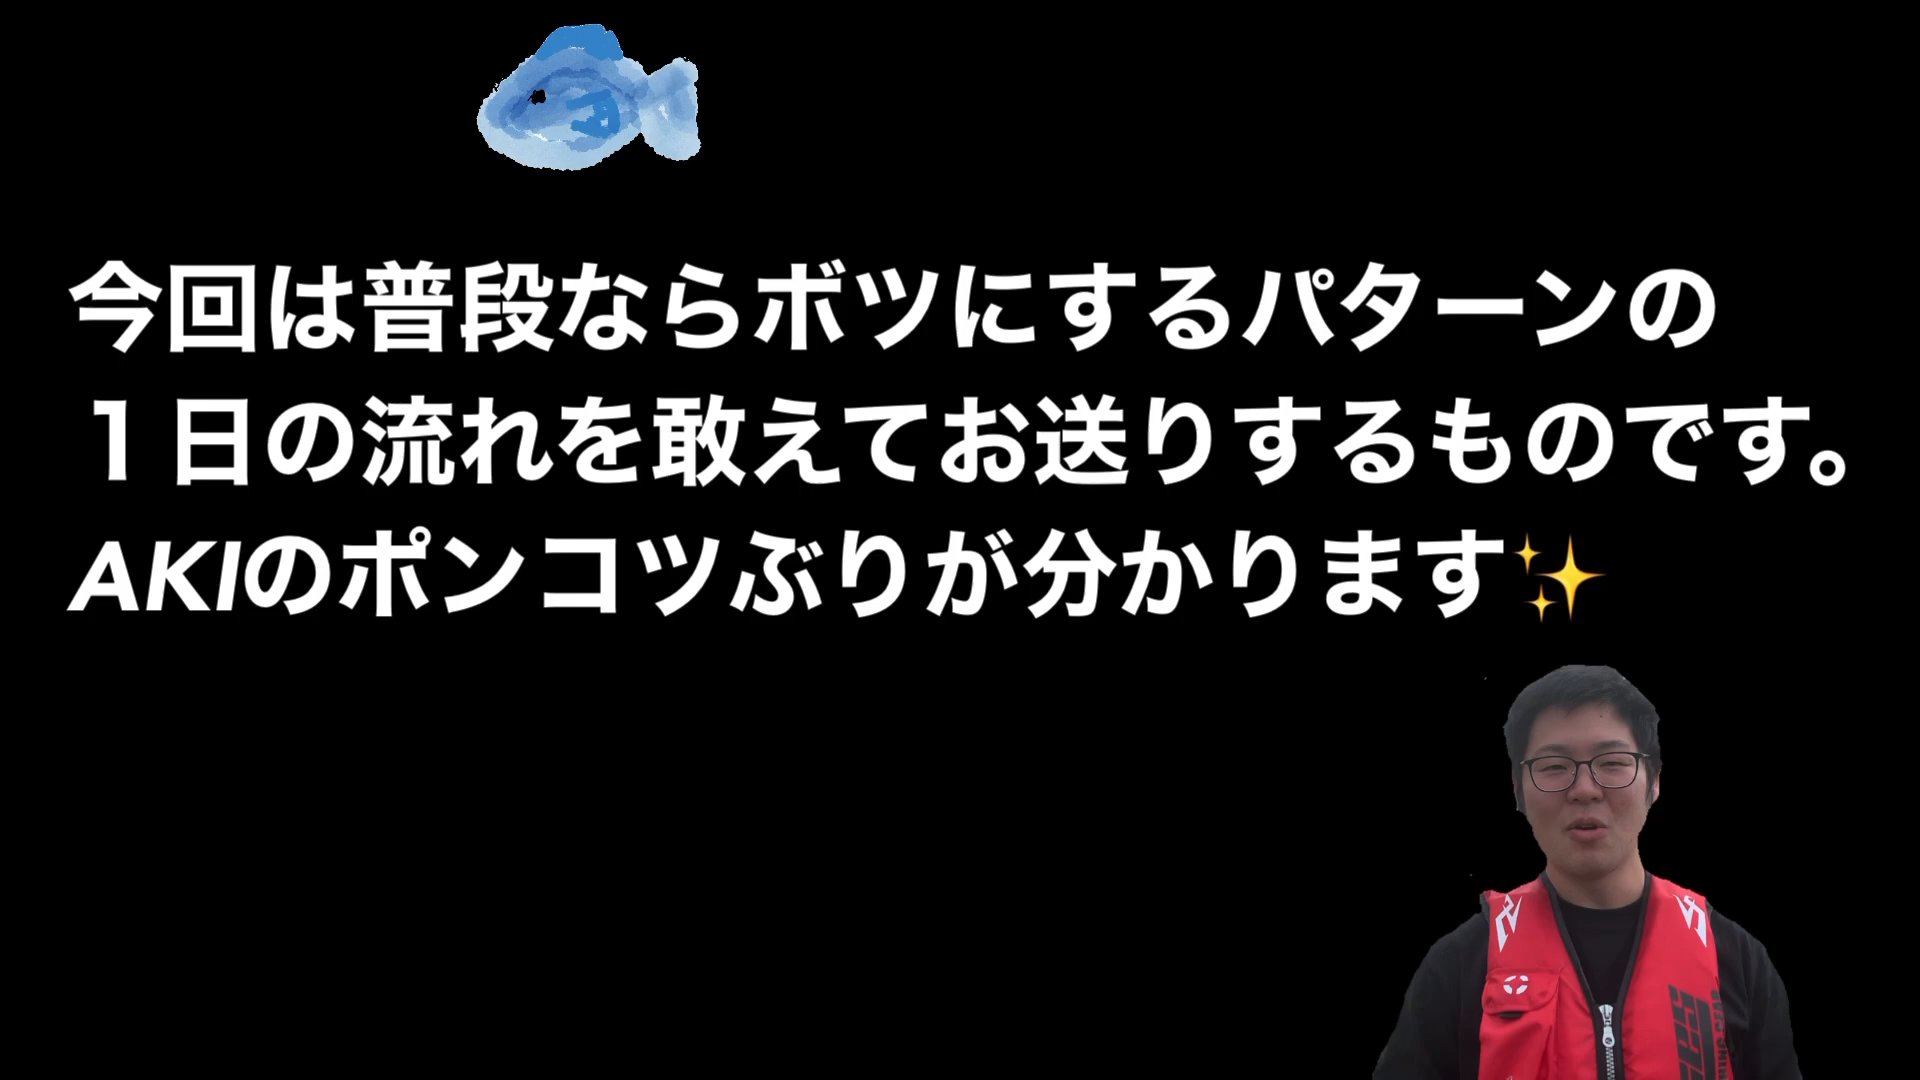 今回は普段ならボツにするパターンの
１日の流れを敢えてお送りするものです。
AKIのポンコツぶりが分かります✨